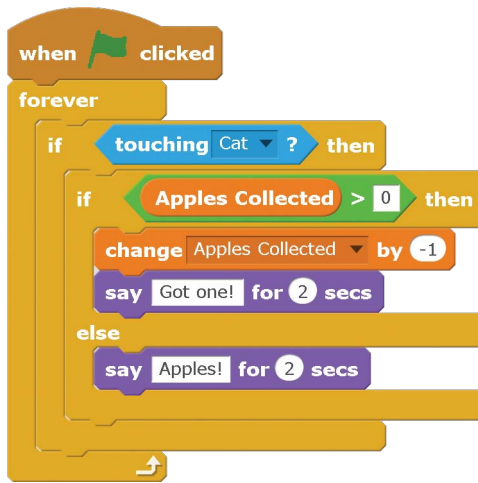 when clicked
forever
if touching Cat ? then
if Apples Collected > 0 then
change Apples Collected by -1
say Got one! for 2 secs
else
say Apples! for 2 secs